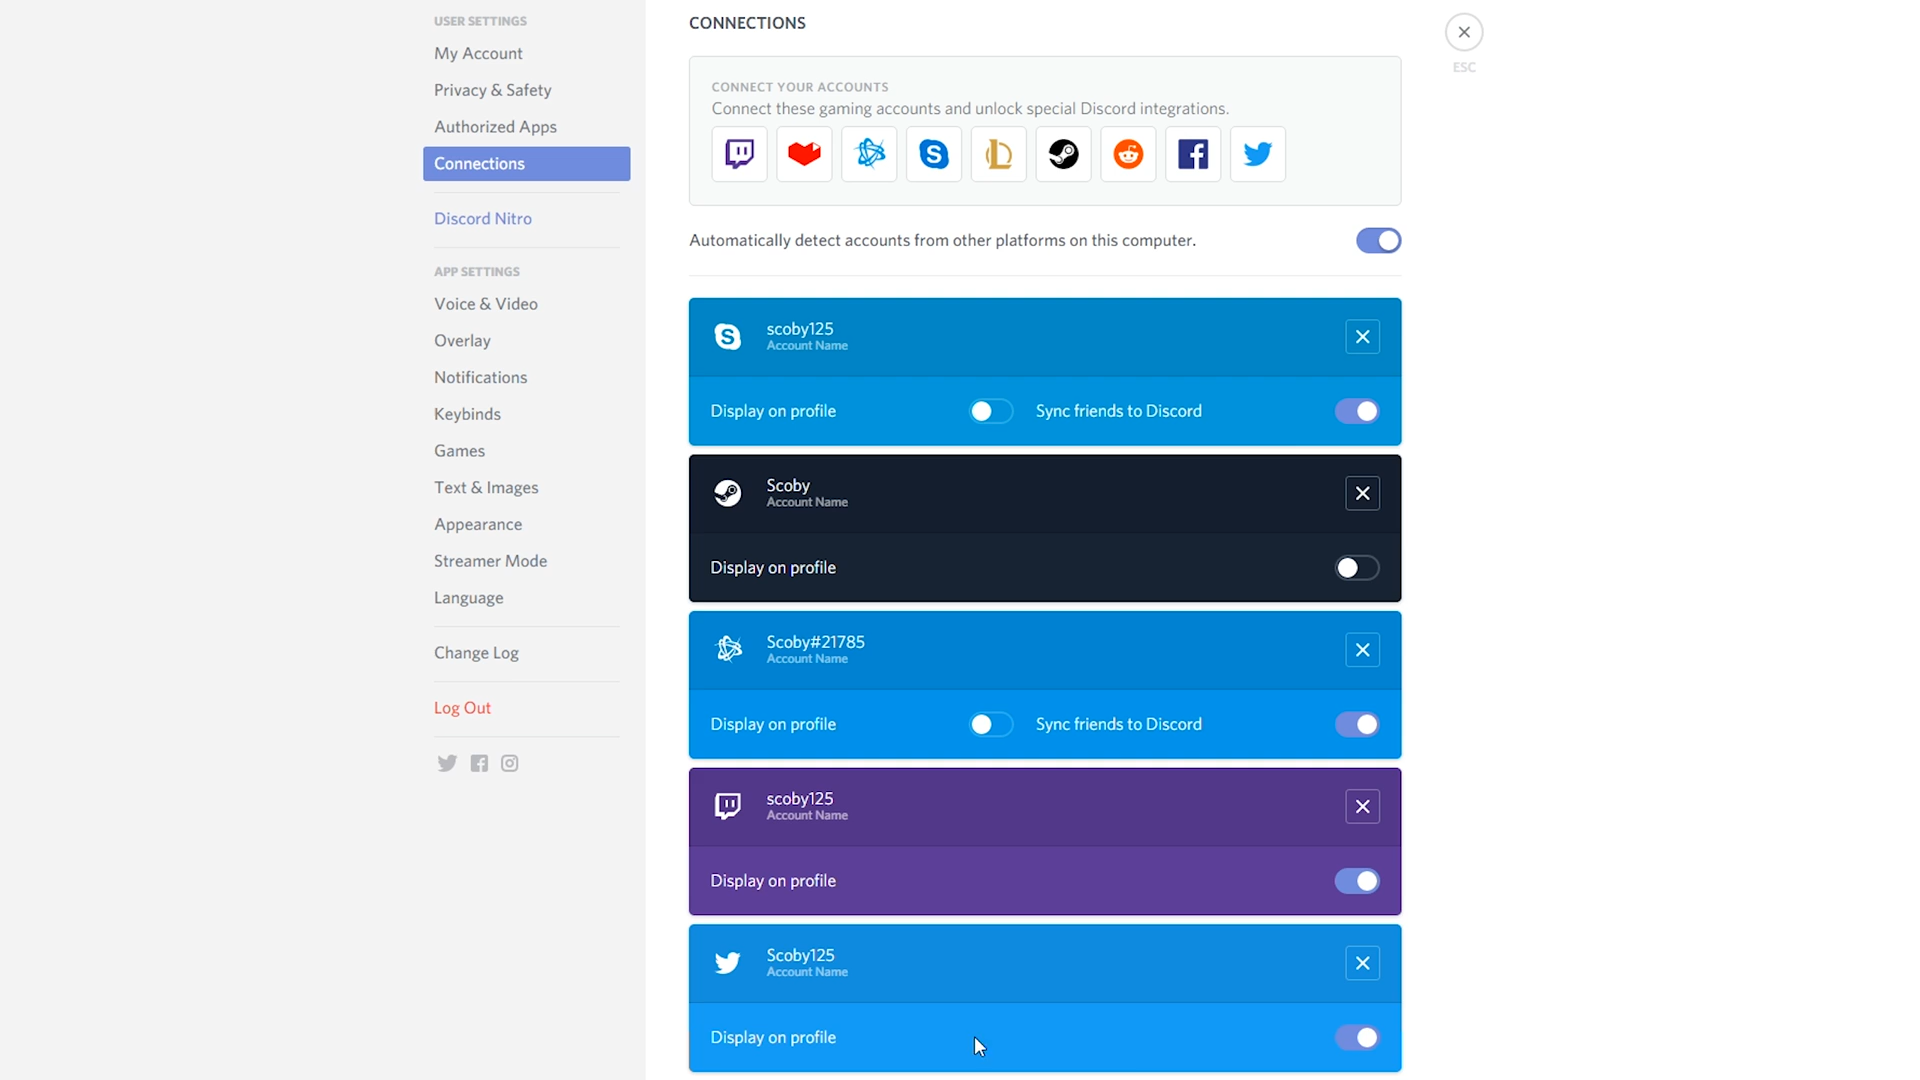 USER SETTINGS
My Account
Privacy & Safety
Authorized Apps
Connections
Discord Nitro
APP SETTINGS
Voice & Video
Overlay
Notifications
Keybinds
Games
Text & Images
Appearance
Streamer Mode
Language
Change Log
Log Out
CONNECTIONS
CONNECT YOUR ACCOUNTS
Connect these gaming accounts and unlock special Discord integrations.
Automatically detect accounts from other platforms on this computer.
scoby125
Account Name
Display on profile
Sync friends to Discord
Scoby
Account Name
Display on profile
Scoby#21785
Account Name
Display on profile
Sync friends to Discord
scoby125
Account Name
Display on profile
Scoby125
Account Name
Display on profile
ESC